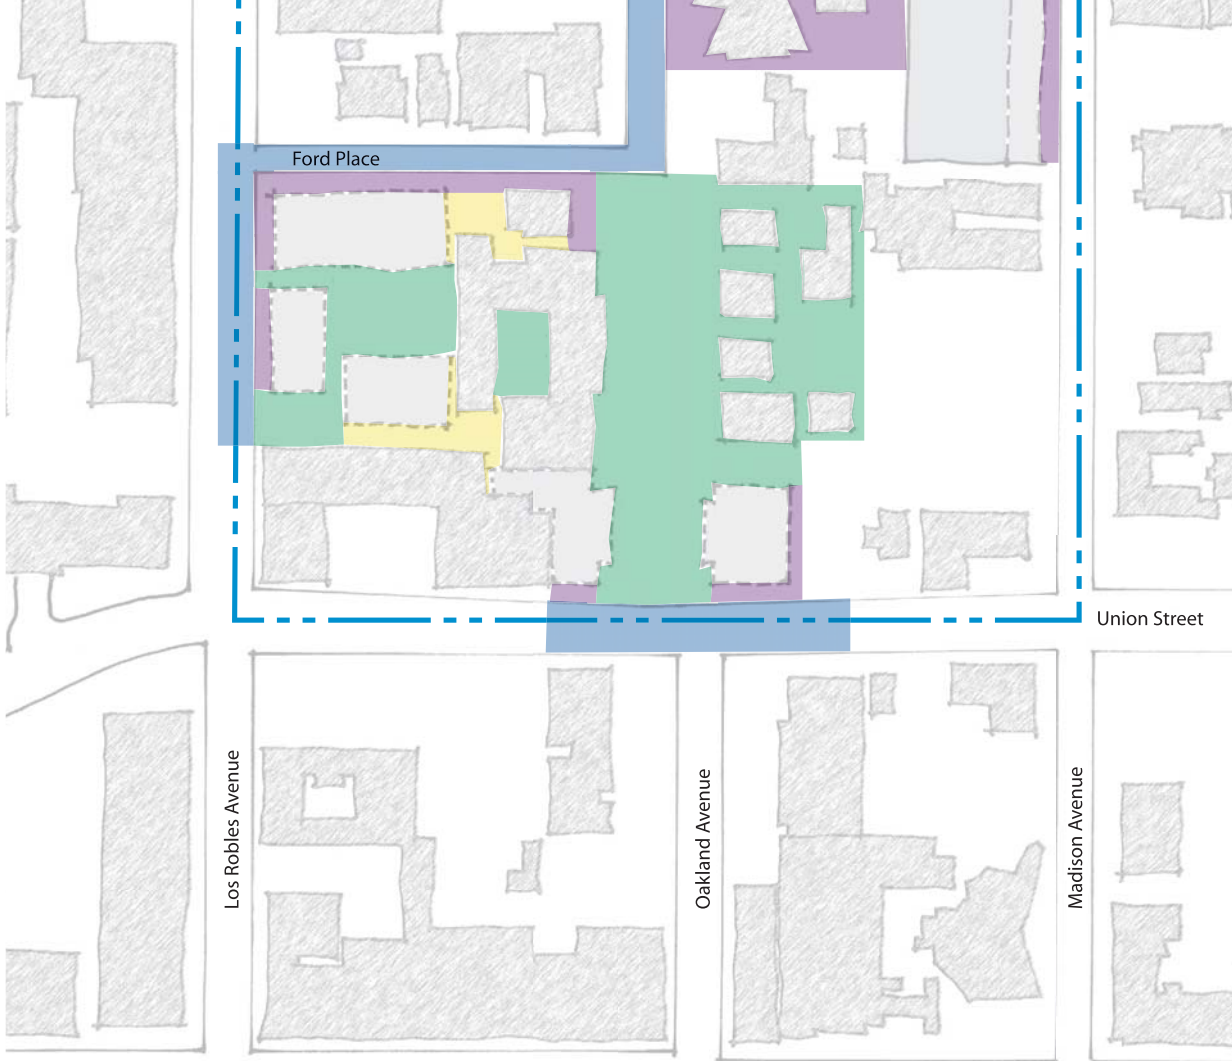 Ford Place
Union Street
Los Robles Avenue
Oakland Avenue
Madison Avenue